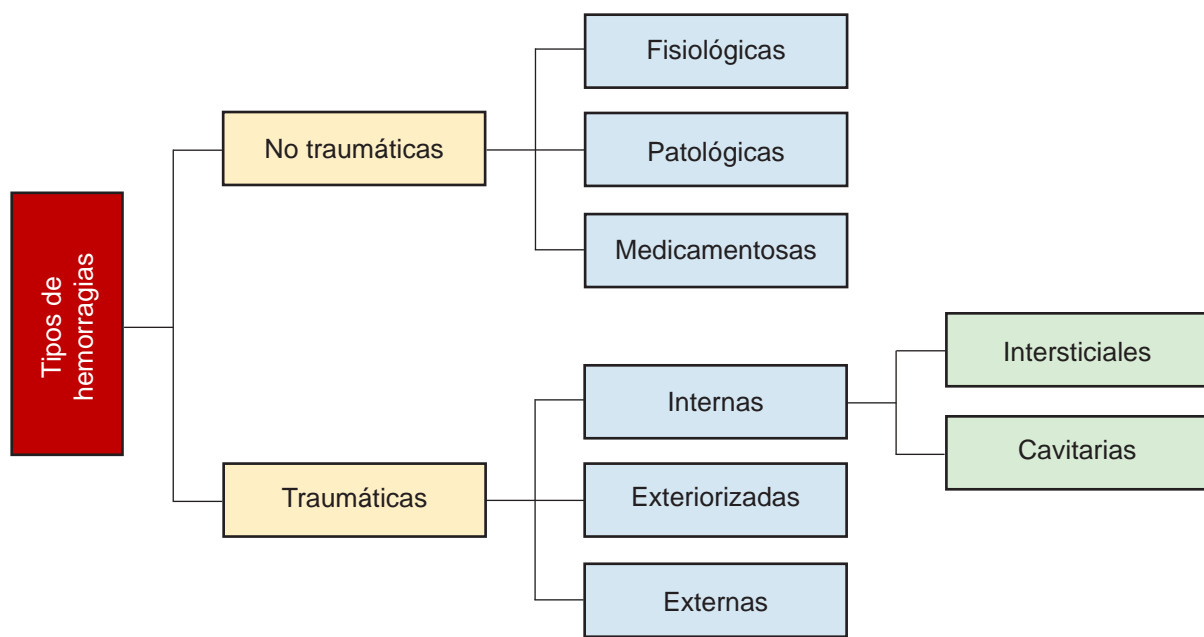 Tipos de
hemorragias
No traumáticas
Fisiológicas
Patológicas
Medicamentosas
Traumáticas
Internas
Intersticiales
Cavitarias
Exteriorizadas
Externas